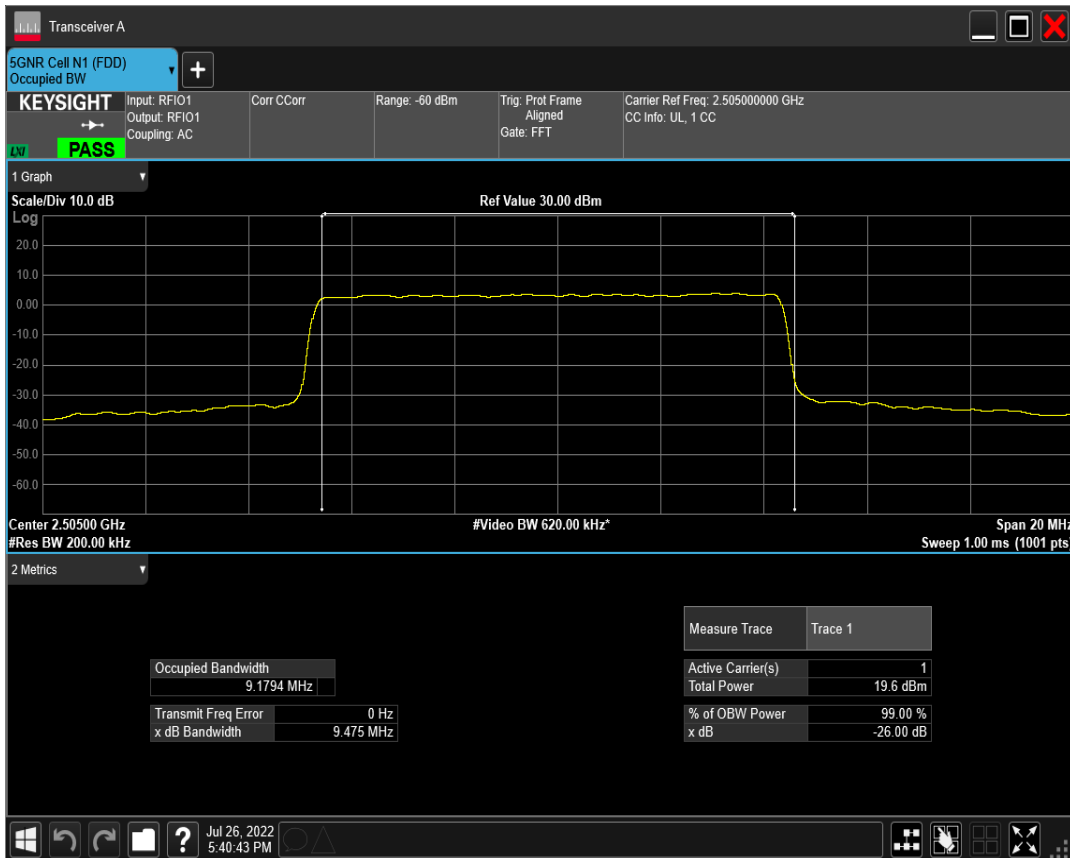 Transceiver A
5GNR Cell N1 (FDD)
Occupied BW
+
KEYSIGHT
LXI
PASS
Input: RFIO1
Output: RFIO1
Coupling: AC
Corr CCorr
Range: -60 dBm
Trig: Prot Frame
Aligned
Gate: FFT
Carrier Ref Freq: 2.505000000 GHz
CC Info: UL, 1 CC
1 Graph
Scale/Div 10.0 dB
Ref Value 30.00 dBm
Log
20.0
10.0
0.00
-10.0
-20.0
-30.0
-40.0
-50.0
-60.0
Center 2.50500 GHz
#Video BW 620.00 kHz*
Span 20 MHz
#Res BW 200.00 kHz
Sweep 1.00 ms (1001 pts)
2 Metrics
Measure Trace Trace 1
Occupied Bandwidth
9.1794 MHz
Active Carrier(s) 1
Total Power 19.6 dBm
Transmit Freq Error 0 Hz
x dB Bandwidth 9.475 MHz
% of OBW Power 99.00 %
x dB -26.00 dB
?
Jul 26, 2022
5:40:43 PM